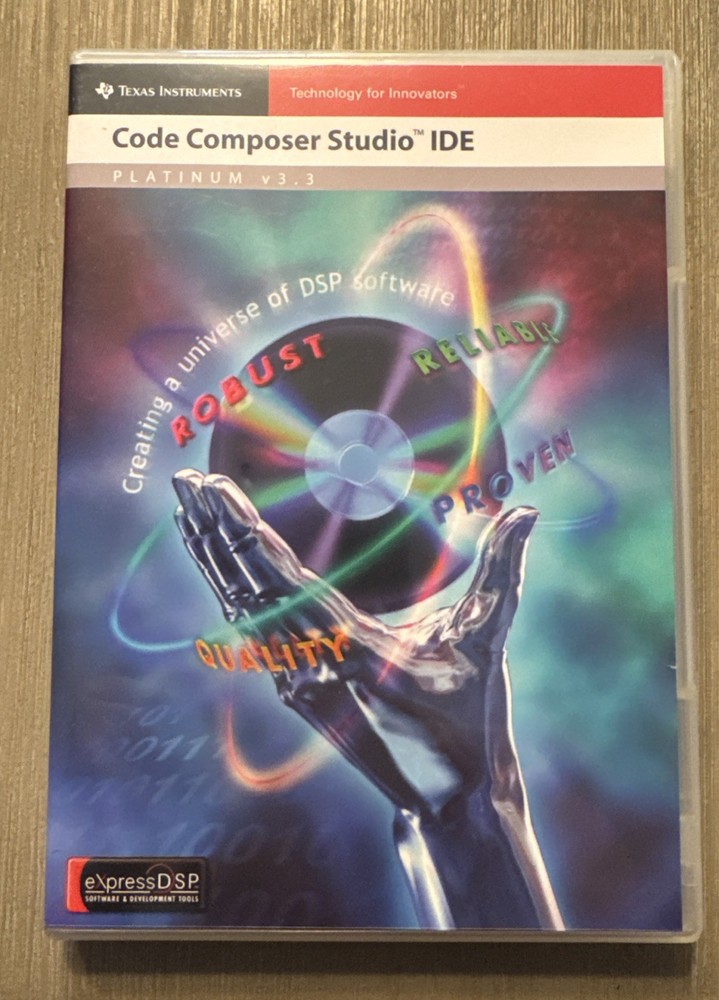 TEXAS INSTRUMENTS
Technology for Innovators™
Code Composer Studio™ IDE
PLATINUM v3.3
Creating a universe of DSP software
ROBUST
RELIABLE
PROVEN
QUALITY
eXpressDSP
SOFTWARE & DEVELOPMENT TOOLS